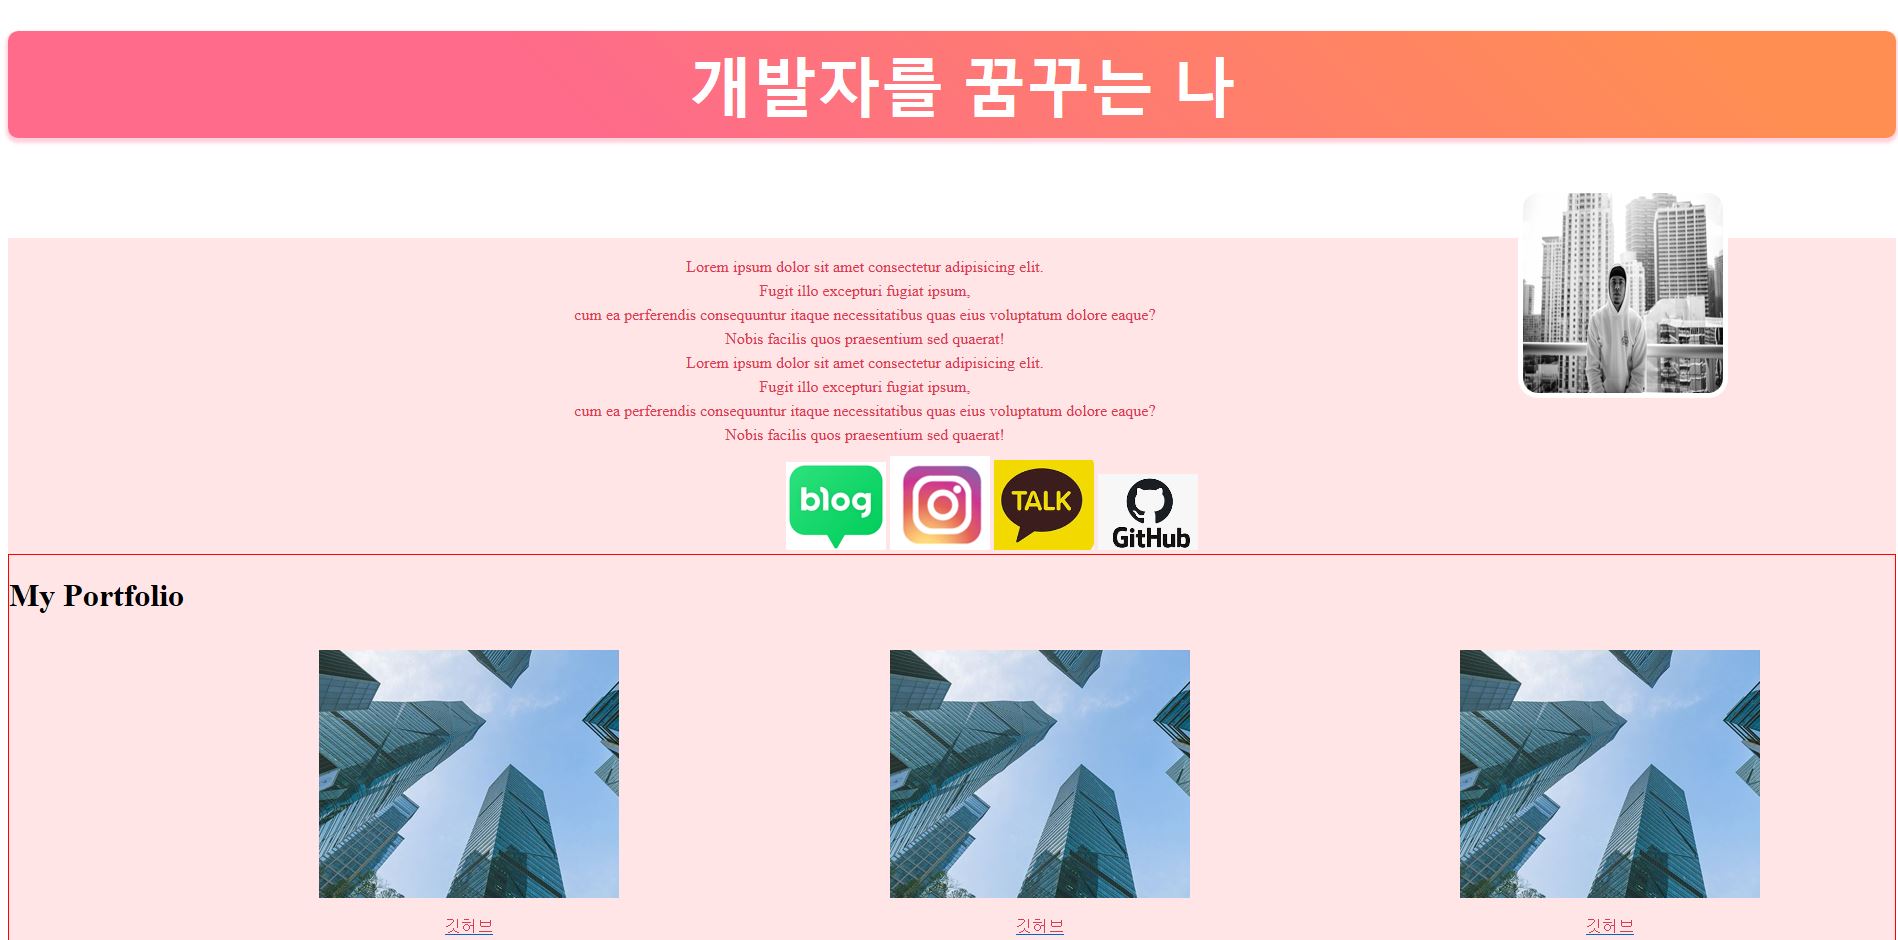 개발자를 꿈꾸는 나
Lorem ipsum dolor sit amet consectetur adipisicing elit.
Fugit illo excepturi fugiat ipsum,
cum ea perferendis consequuntur itaque necessitatibus quas eius voluptatum dolore eaque?
Nobis facilis quos praesentium sed quaerat!
Lorem ipsum dolor sit amet consectetur adipisicing elit.
Fugit illo excepturi fugiat ipsum,
cum ea perferendis consequuntur itaque necessitatibus quas eius voluptatum dolore eaque?
Nobis facilis quos praesentium sed quaerat!
blog
TALK
GitHub
My Portfolio
깃허브
깃허브
깃허브